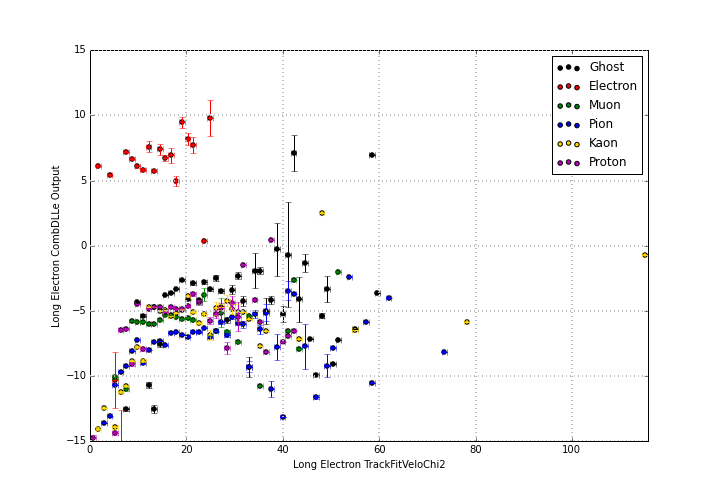 15
10
5
0
−5
−10
−15
Long Electron CombDLLe Output
0 20 40 60 80 100
Long Electron TrackFitVeloChi2
Ghost
Electron
Muon
Pion
Kaon
Proton